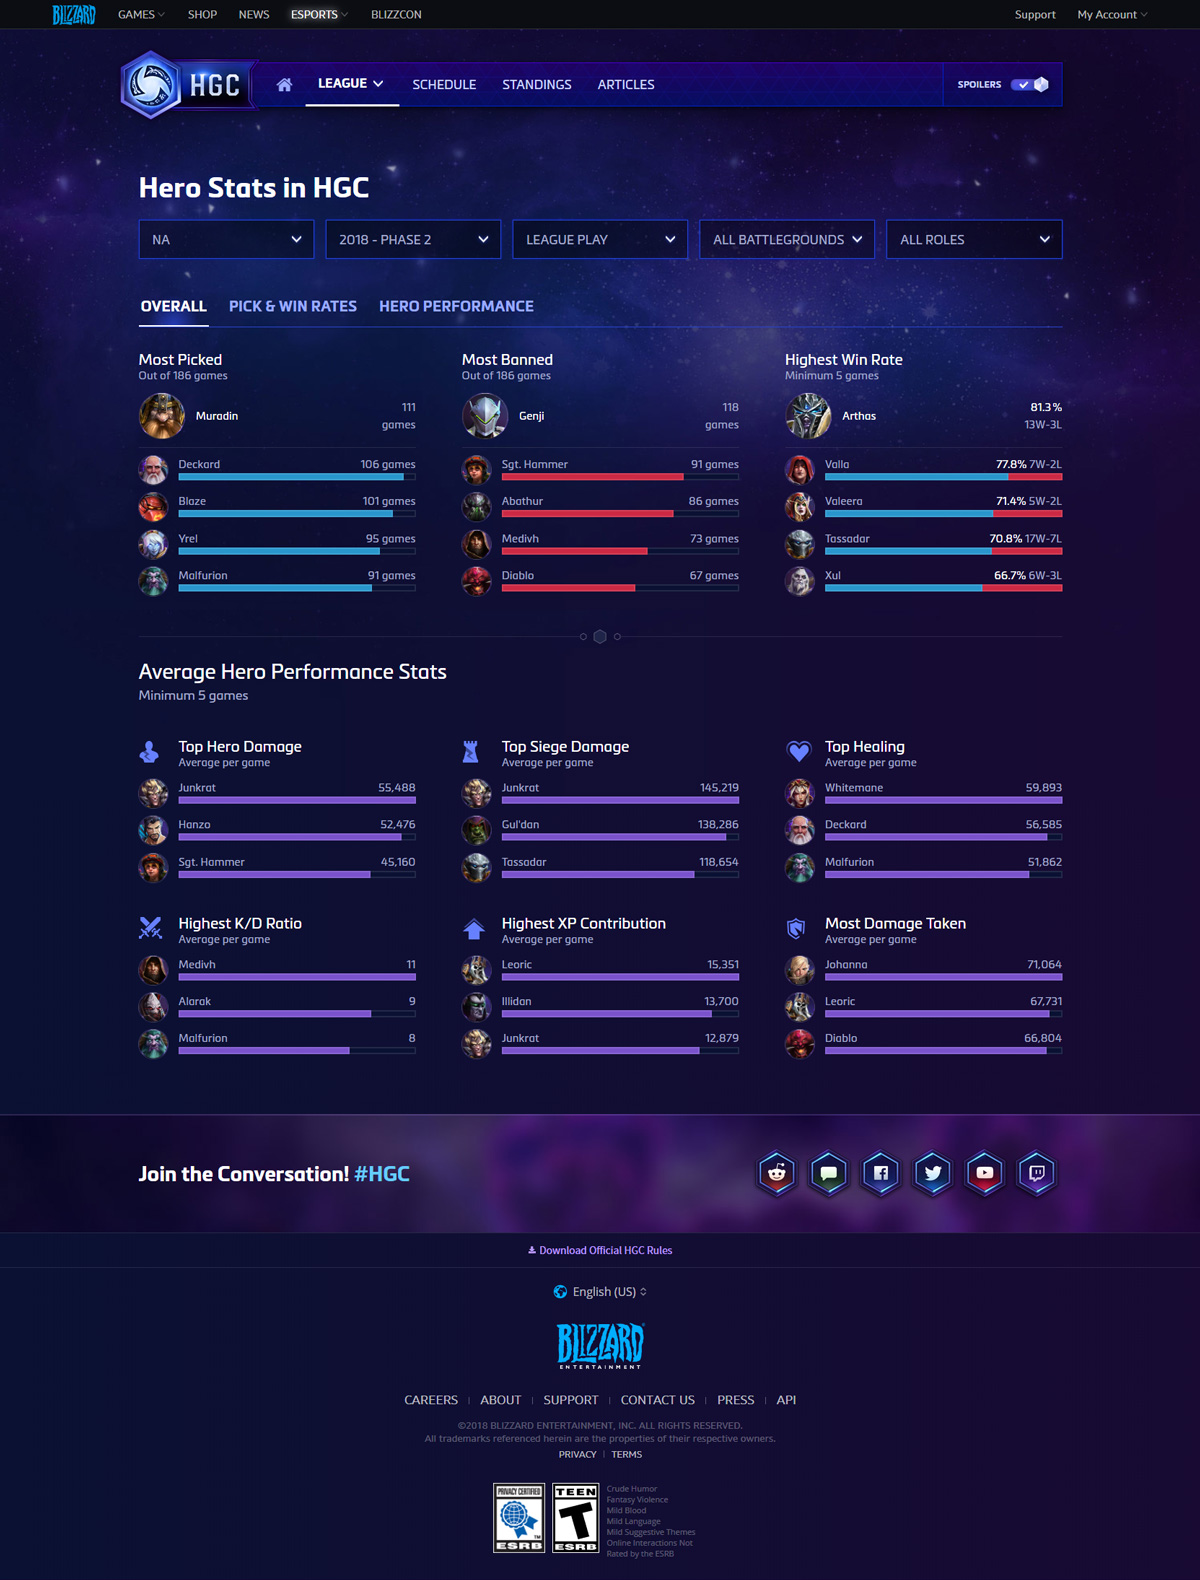 BLIZZARD GAMES SHOP NEWS ESPORTS BLIZZCON Support My Account
HGC LEAGUE SCHEDULE STANDINGS ARTICLES SPOILERS
Hero Stats in HGC
NA 2018 - PHASE 2 LEAGUE PLAY ALL BATTLEGROUNDS ALL ROLES
OVERALL PICK & WIN RATES HERO PERFORMANCE
Most Picked
Out of 186 games
Muradin 111
games
Deckard 106 games
Blaze 101 games
Yrel 95 games
Malfurion 91 games
Most Banned
Out of 186 games
Genji 118
games
Sgt. Hammer 91 games
Abathur 86 games
Medivh 73 games
Diablo 67 games
Highest Win Rate
Minimum 5 games
Arthas 81.3%
13W-3L
Valla 77.8% 7W-2L
Valeera 71.4% 5W-2L
Tassadar 70.8% 17W-7L
Xul 66.7% 6W-3L
Average Hero Performance Stats
Minimum 5 games
Top Hero Damage
Average per game
Junkrat 55,488
Hanzo 52,476
Sgt. Hammer 45,160
Top Siege Damage
Average per game
Junkrat 145,219
Gul'dan 138,286
Tassadar 118,654
Top Healing
Average per game
Whitemane 59,893
Deckard 56,585
Malfurion 51,862
Highest K/D Ratio
Average per game
Medivh 11
Alarak 9
Malfurion 8
Highest XP Contribution
Average per game
Leoric 15,351
Illidan 13,700
Junkrat 12,879
Most Damage Taken
Average per game
Johanna 71,064
Leoric 67,731
Diablo 66,804
Join the Conversation! #HGC
Download Official HGC Rules
English (US)
BLIZZARD
ENTERTAINMENT
CAREERS ABOUT SUPPORT CONTACT US PRESS API
©2018 BLIZZARD ENTERTAINMENT, INC. ALL RIGHTS RESERVED.
All trademarks referenced herein are the properties of their respective owners.
PRIVACY TERMS
PRIVACY CERTIFIED
ESRB
TEEN
T
ESRB
Crude Humor
Fantasy Violence
Mild Blood
Mild Language
Mild Suggestive Themes
Online Interactions Not
Rated by the ESRB